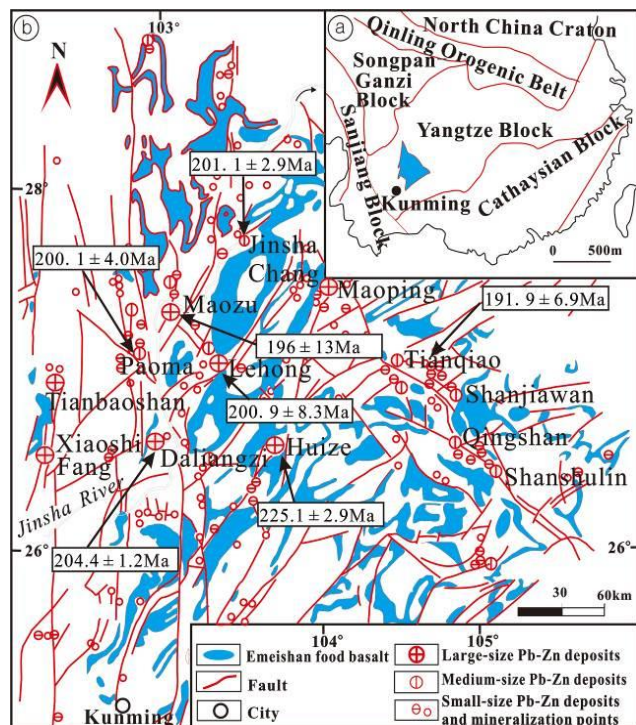 b
103°
N
28°
26°
201. 1 ± 2.9Ma
200. 1 ± 4.0Ma
Jinsha
Chang
Maoping
Maozu
196 ± 13Ma
191. 9 ± 6.9Ma
Paoma
Lehong
Tianqiao
Tianbaoshan
200.9 ± 8.3Ma
Shanjiawan
Xiaoshi
Fang
Daliangzi
Huize
Qingshan
Shanshulin
Jinsha River
225.1 ± 2.9Ma
204.4 ± 1.2Ma
Kunming
30 60km
104° 105°
a
North China Craton
Qinling Orogenic Belt
Songpan
Ganzi
Block
Yangtze Block
Sanjiang Block
Cathaysian Block
Kunming
0 500m
28°
26°
Emeishan food basalt
Fault
City
Large-size Pb-Zn deposits
Medium-size Pb-Zn deposits
Small-size Pb-Zn deposits
and mineralization points